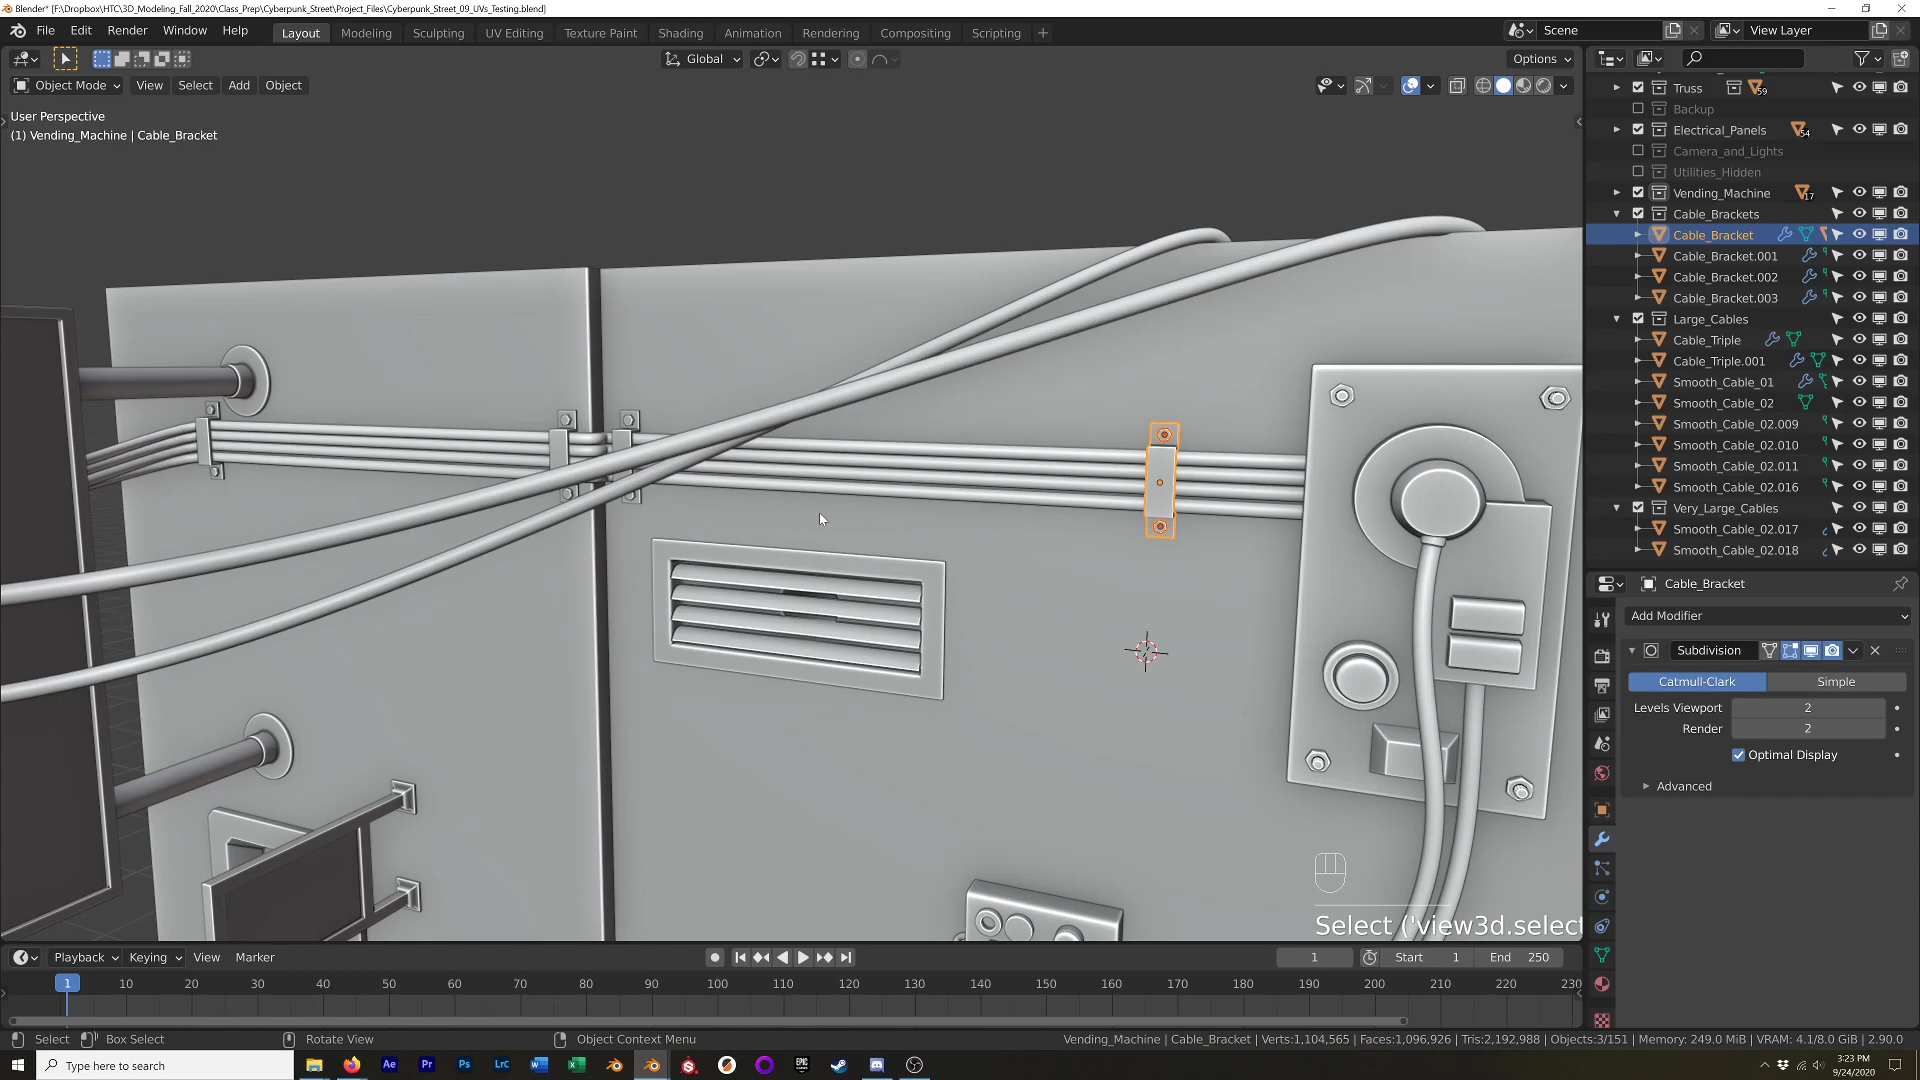 Blender* [F:\Dropbox\HTC\3D_Modeling_Fall_2020\Class_Prep\Cyberpunk_Street\Project_Files\Cyberpunk_Street_09_UVs_Testing.blend]
File Edit Render Window Help Layout Modeling Sculpting UV Editing Texture Paint Shading Animation Rendering Compositing Scripting + Scene View Layer
Global Options
Object Mode View Select Add Object
User Perspective
(1) Vending_Machine | Cable_Bracket
Truss 59
Backup
Electrical_Panels 54
Camera_and_Lights
Utilities_Hidden
Vending_Machine 17
Cable_Brackets
Cable_Bracket
Cable_Bracket.001
Cable_Bracket.002
Cable_Bracket.003
Large_Cables
Cable_Triple
Cable_Triple.001
Smooth_Cable_01
Smooth_Cable_02
Smooth_Cable_02.009
Smooth_Cable_02.010
Smooth_Cable_02.011
Smooth_Cable_02.016
Very_Large_Cables
Smooth_Cable_02.017
Smooth_Cable_02.018
Cable_Bracket
Add Modifier
Subdivision
Catmull-Clark Simple
Levels Viewport 2
Render 2
Optimal Display
Advanced
Select ('view3d.select
Playback Keying View Marker 1 Start 1 End 250
1 10 20 30 40 50 60 70 80 90 100 110 120 130 140 150 160 170 180 190 200 210 220 230
Select Box Select Rotate View Object Context Menu Vending_Machine | Cable_Bracket | Verts:1,104,565 | Faces:1,096,926 | Tris:2,192,988 | Objects:3/151 | Memory: 249.0 MiB | VRAM: 4.1/8.0 GiB | 2.90.0
Type here to search Ae Pr Ps Lrc 3:23 PM
9/24/2020